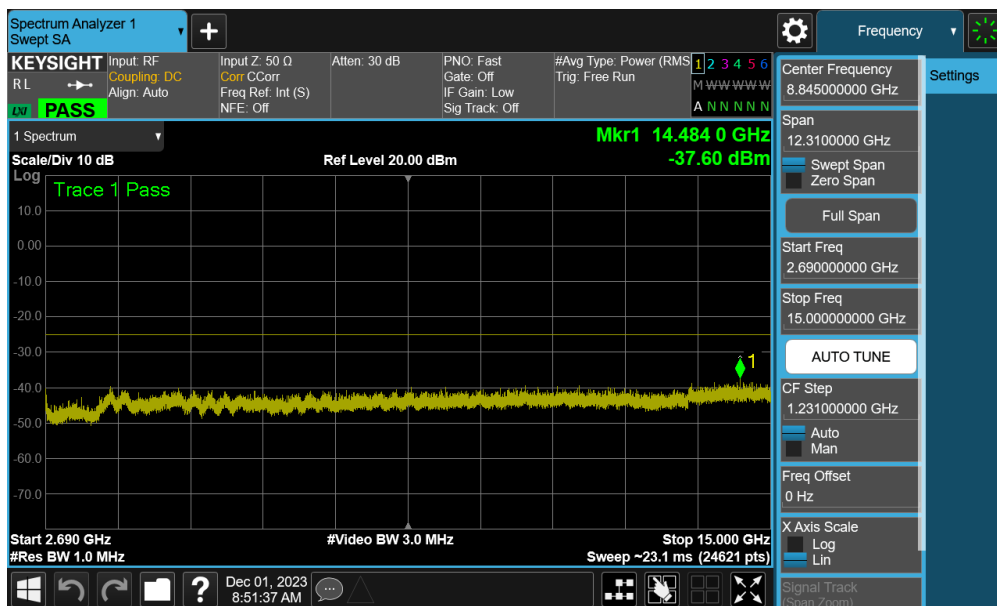 Spectrum Analyzer 1
Swept SA
Frequency
KEYSIGHT
R L
LXI
PASS
Input: RF
Coupling: DC
Align: Auto
Input Z: 50 Ω
Corr CCorr
Freq Ref: Int (S)
NFE: Off
Atten: 30 dB
PNO: Fast
Gate: Off
IF Gain: Low
Sig Track: Off
#Avg Type: Power (RMS
Trig: Free Run
1 2 3 4 5 6
M W W W W W
A N N N N N
Center Frequency
8.845000000 GHz
Settings
Span
12.3100000 GHz
Swept Span
Zero Span
Full Span
Start Freq
2.690000000 GHz
Stop Freq
15.000000000 GHz
AUTO TUNE
CF Step
1.231000000 GHz
Auto
Man
Freq Offset
0 Hz
X Axis Scale
Log
Lin
Signal Track
(Span Zoom)
1 Spectrum
Mkr1 14.484 0 GHz
-37.60 dBm
Scale/Div 10 dB
Ref Level 20.00 dBm
Log
Trace 1 Pass
10.0
0.00
-10.0
-20.0
-30.0
-40.0
-50.0
-60.0
-70.0
1
Start 2.690 GHz
#Video BW 3.0 MHz
Stop 15.000 GHz
#Res BW 1.0 MHz
Sweep ~23.1 ms (24621 pts)
?
Dec 01, 2023
8:51:37 AM